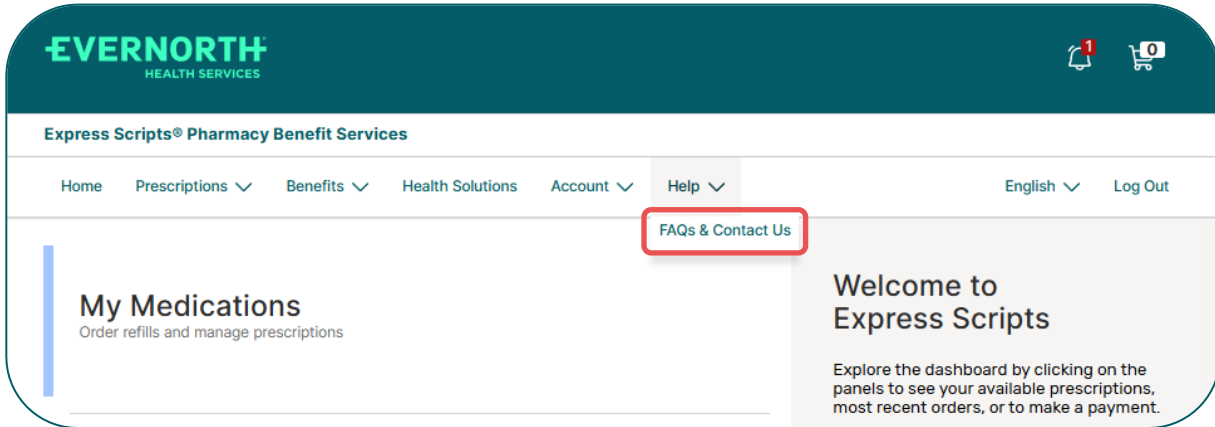 EVERNORTH
HEALTH SERVICES
1
0
Express Scripts® Pharmacy Benefit Services
Home Prescriptions Benefits Health Solutions Account Help English Log Out
FAQs & Contact Us
My Medications
Order refills and manage prescriptions
Welcome to
Express Scripts
Explore the dashboard by clicking on the
panels to see your available prescriptions,
most recent orders, or to make a payment.